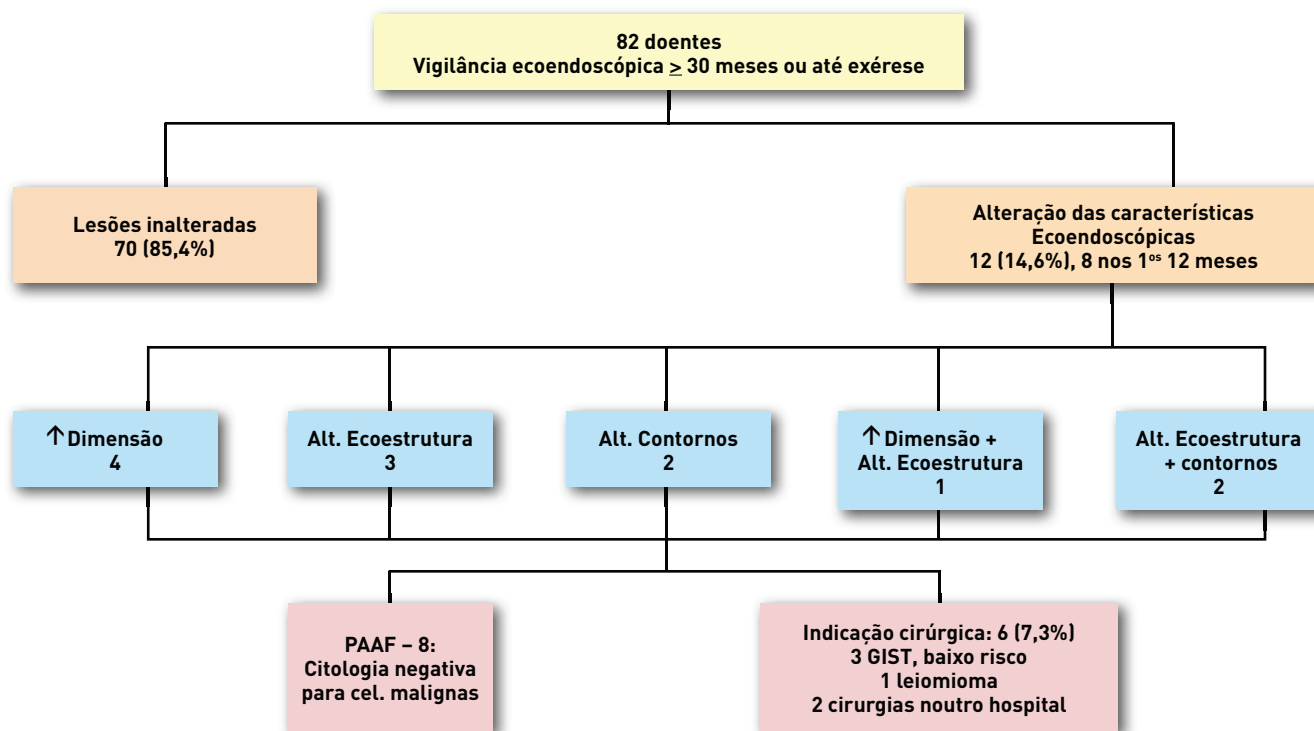 82 doentes
Vigilância ecoendoscópica ≥ 30 meses ou até exérese
Lesões inalteradas
70 (85,4%)
Alteração das características
Ecoendoscópicas
12 (14,6%), 8 nos 1ᵒˢ 12 meses
↑ Dimensão
4
Alt. Ecoestrutura
3
Alt. Contornos
2
↑ Dimensão +
Alt. Ecoestrutura
1
Alt. Ecoestrutura
+ contornos
2
PAAF – 8:
Citologia negativa
para cel. malignas
Indicação cirúrgica: 6 (7,3%)
3 GIST, baixo risco
1 leiomioma
2 cirurgias noutro hospital